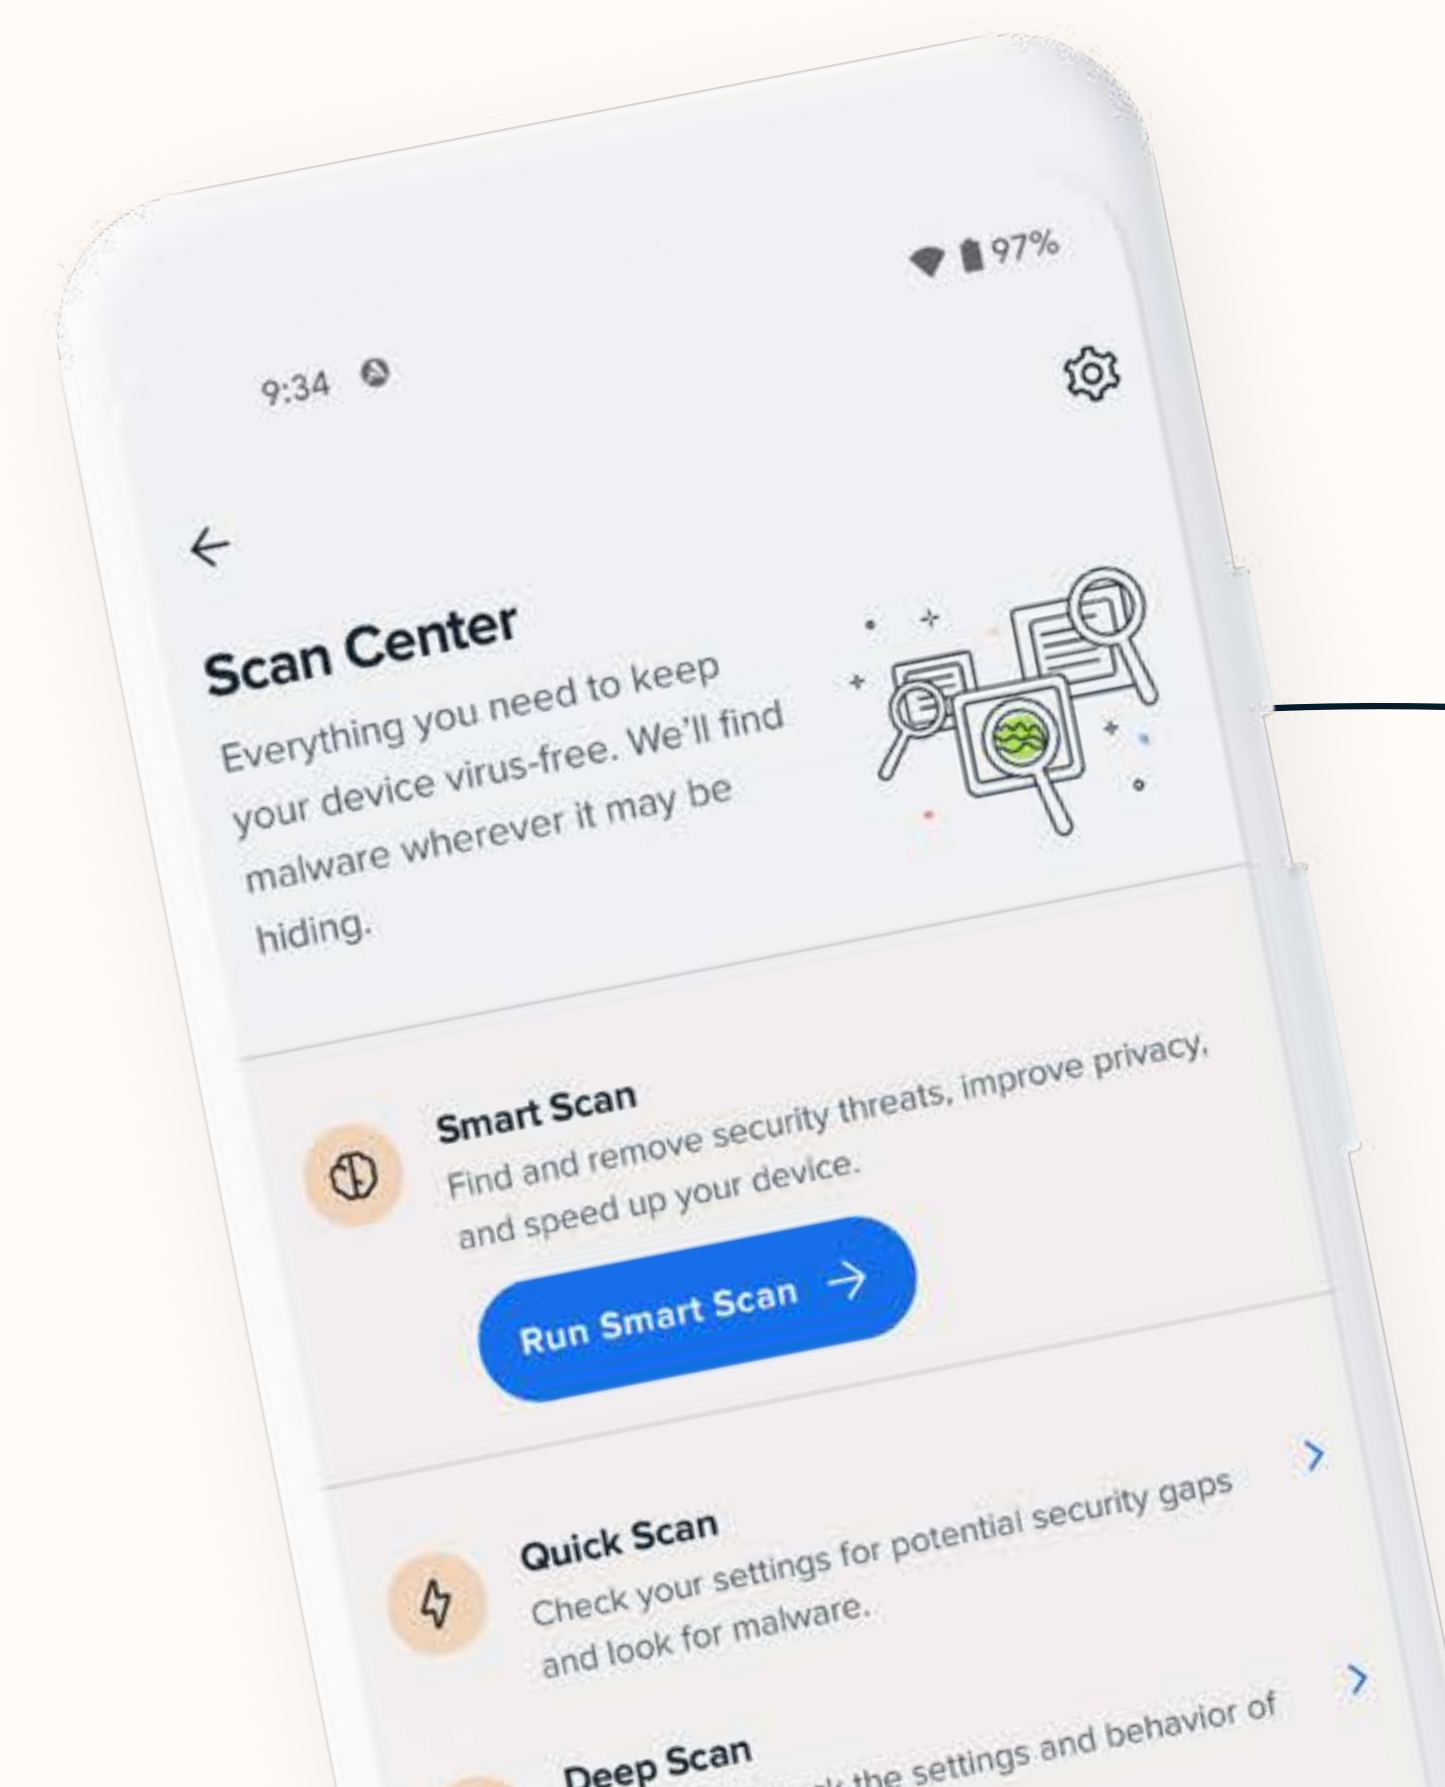 97%
9:34
Scan Center
Everything you need to keep
your device virus-free. We'll find
malware wherever it may be
hiding.
Smart Scan
Find and remove security threats, improve privacy,
and speed up your device.
Run Smart Scan
Quick Scan
Check your settings for potential security gaps
and look for malware.
Deep Scan
the settings and behavior of